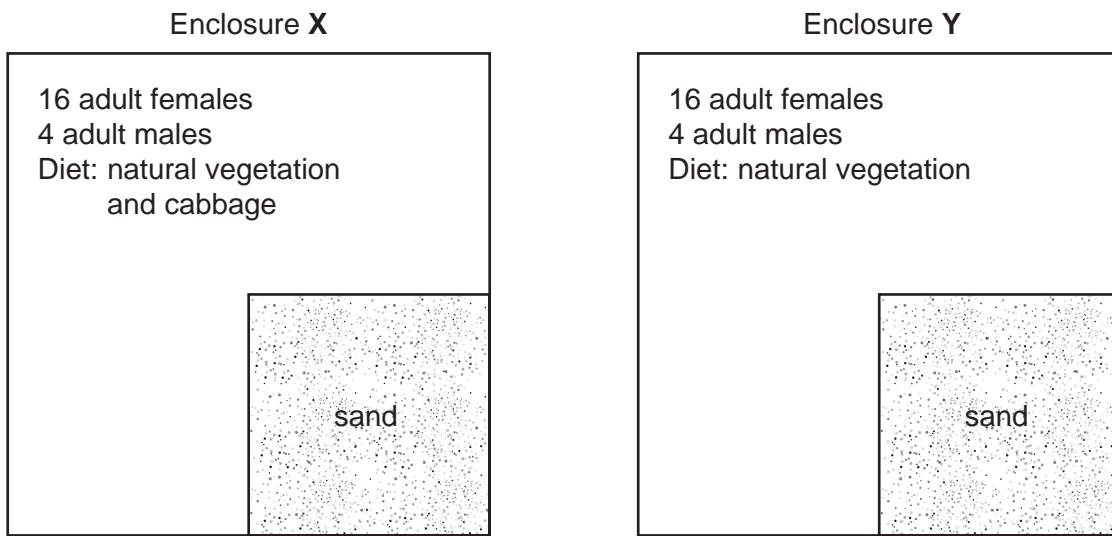 Enclosure X
16 adult females
4 adult males
Diet: natural vegetation
and cabbage
sand
Enclosure Y
16 adult females
4 adult males
Diet: natural vegetation
sand